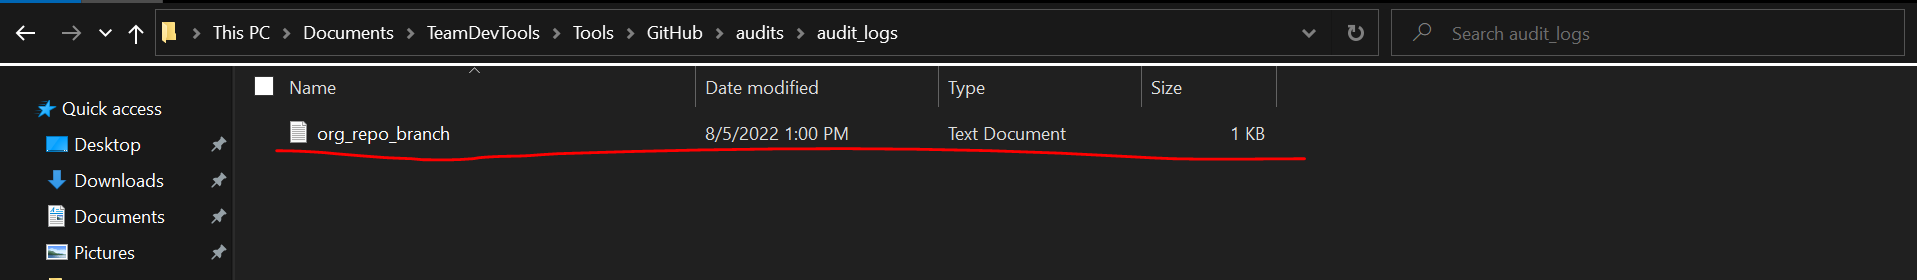 This PC > Documents > TeamDevTools > Tools > GitHub > audits > audit_logs
Search audit_logs
Name Date modified Type Size
Quick access
org_repo_branch 8/5/2022 1:00 PM Text Document 1 KB
Desktop
Downloads
Documents
Pictures